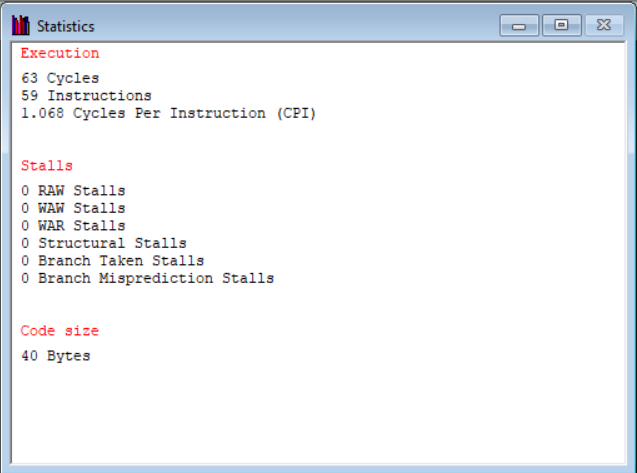 Statistics
Execution
63 Cycles
59 Instructions
1.068 Cycles Per Instruction (CPI)
Stalls
0 RAW Stalls
0 WAW Stalls
0 WAR Stalls
0 Structural Stalls
0 Branch Taken Stalls
0 Branch Misprediction Stalls
Code size
40 Bytes